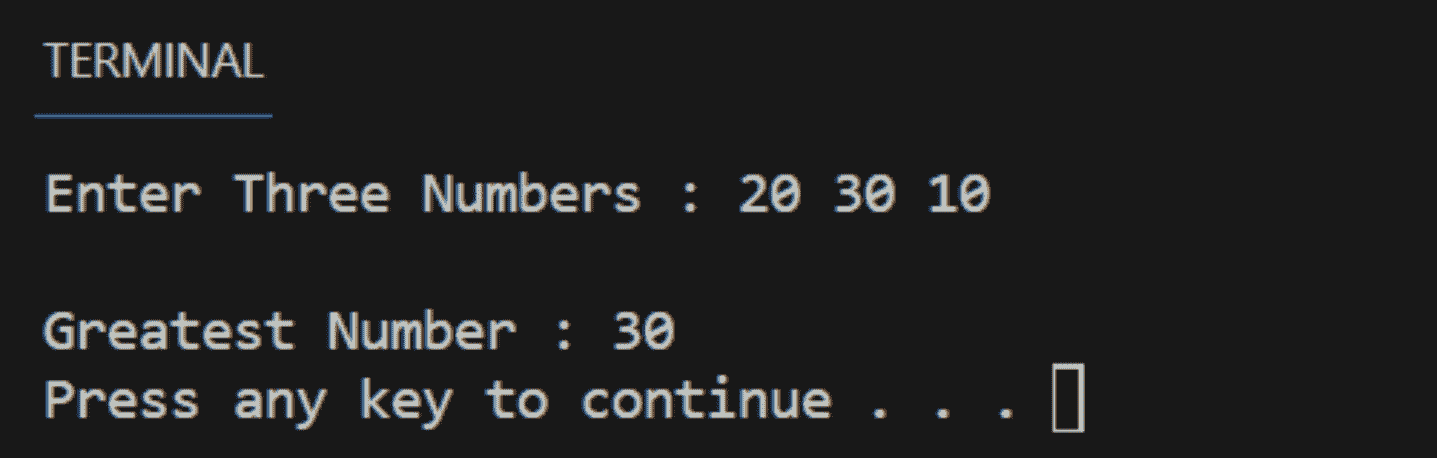 TERMINAL
Enter Three Numbers : 20 30 10
Greatest Number : 30
Press any key to continue . . .